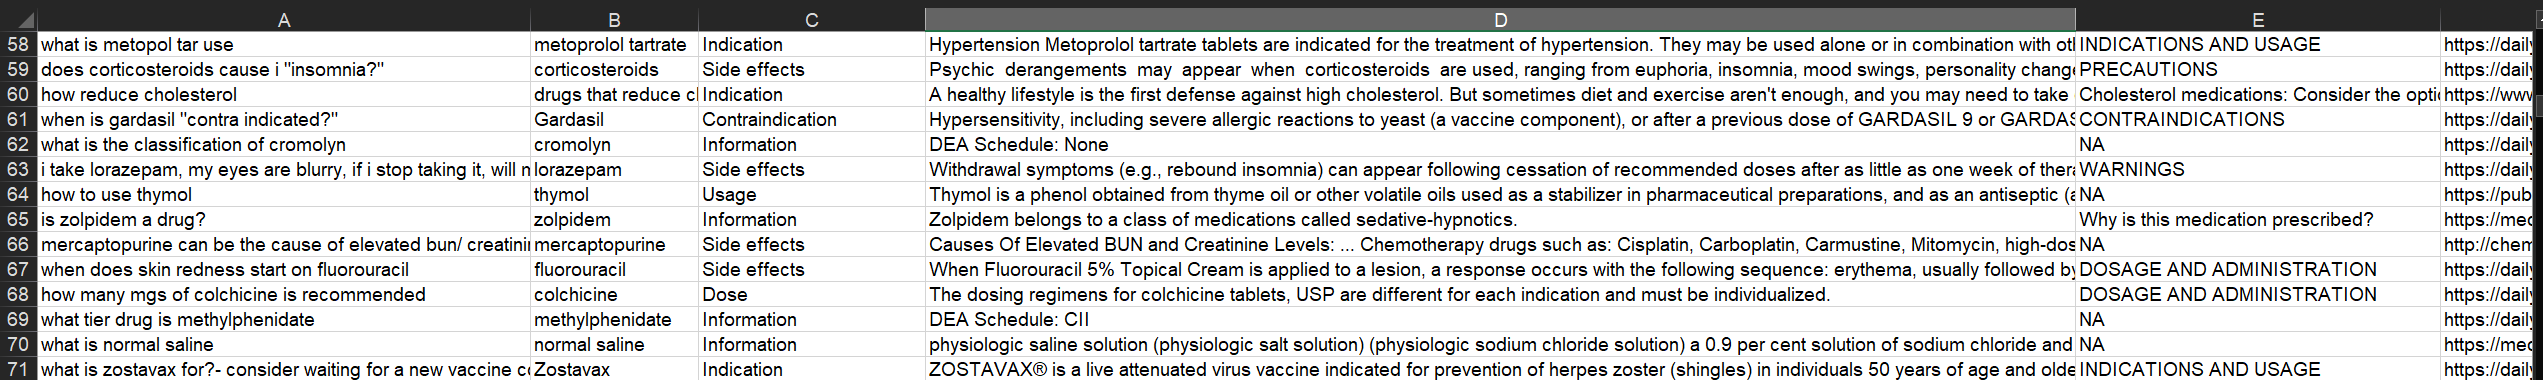 A B C D E
58 what is metopol tar use metoprolol tartrate Indication Hypertension Metoprolol tartrate tablets are indicated for the treatment of hypertension. They may be used alone or in combination with INDICATIONS AND USAGE https://dail
59 does corticosteroids cause i "insomnia?" corticosteroids Side effects Psychic derangements may appear when corticosteroids are used, ranging from euphoria, insomnia, mood swings, personality change PRECAUTIONS https://dail
60 how reduce cholesterol drugs that reduce Indication A healthy lifestyle is the first defense against high cholesterol. But sometimes diet and exercise aren't enough, and you may need to take Cholesterol medications: Consider the https://ww
61 when is gardasil "contra indicated?" Gardasil Contraindication Hypersensitivity, including severe allergic reactions to yeast (a vaccine component), or after a previous dose of GARDASIL 9 or GARDAS CONTRAINDICATIONS https://dail
62 what is the classification of cromolyn cromolyn Information DEA Schedule: None NA https://dail
63 i take lorazepam, my eyes are blurry, if i stop taking it, will lorazepam Side effects Withdrawal symptoms (e.g., rebound insomnia) can appear following cessation of recommended doses after as little as one week of WARNINGS https://dail
64 how to use thymol thymol Usage Thymol is a phenol obtained from thyme oil or other volatile oils used as a stabilizer in pharmaceutical preparations, and as an antiseptic NA https://pub
65 is zolpidem a drug? zolpidem Information Zolpidem belongs to a class of medications called sedative-hypnotics. Why is this medication prescribed? https://med
66 mercaptopurine can be the cause of elevated bun/ creatini mercaptopurine Side effects Causes Of Elevated BUN and Creatinine Levels: ... Chemotherapy drugs such as: Cisplatin, Carboplatin, Carmustine, Mitomycin, high-dos NA http://chem
67 when does skin redness start on fluorouracil fluorouracil Side effects When Fluorouracil 5% Topical Cream is applied to a lesion, a response occurs with the following sequence: erythema, usually followed by DOSAGE AND ADMINISTRATION https://dail
68 how many mgs of colchicine is recommended colchicine Dose The dosing regimens for colchicine tablets, USP are different for each indication and must be individualized. DOSAGE AND ADMINISTRATION https://dail
69 what tier drug is methylphenidate methylphenidate Information DEA Schedule: CII NA https://dail
70 what is normal saline normal saline Information physiologic saline solution (physiologic salt solution) (physiologic sodium chloride solution) a 0.9 per cent solution of sodium chloride and NA https://med
71 what is zostavax for?- consider waiting for a new vaccine Zostavax Indication ZOSTAVAX® is a live attenuated virus vaccine indicated for prevention of herpes zoster (shingles) in individuals 50 years of age and olde INDICATIONS AND USAGE https://dail